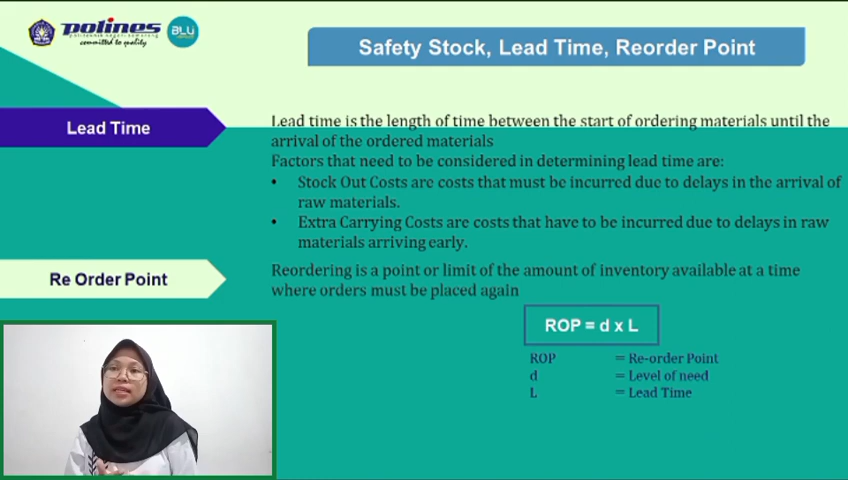 polines
politeknik negeri semarang
committed to quality
BLU
Safety Stock, Lead Time, Reorder Point
Lead Time
Lead time is the length of time between the start of ordering materials until the
arrival of the ordered materials
Factors that need to be considered in determining lead time are:
• Stock Out Costs are costs that must be incurred due to delays in the arrival of
raw materials.
• Extra Carrying Costs are costs that have to be incurred due to delays in raw
materials arriving early.
Re Order Point
Reordering is a point or limit of the amount of inventory available at a time
where orders must be placed again
ROP = d x L
ROP = Re-order Point
d = Level of need
L = Lead Time